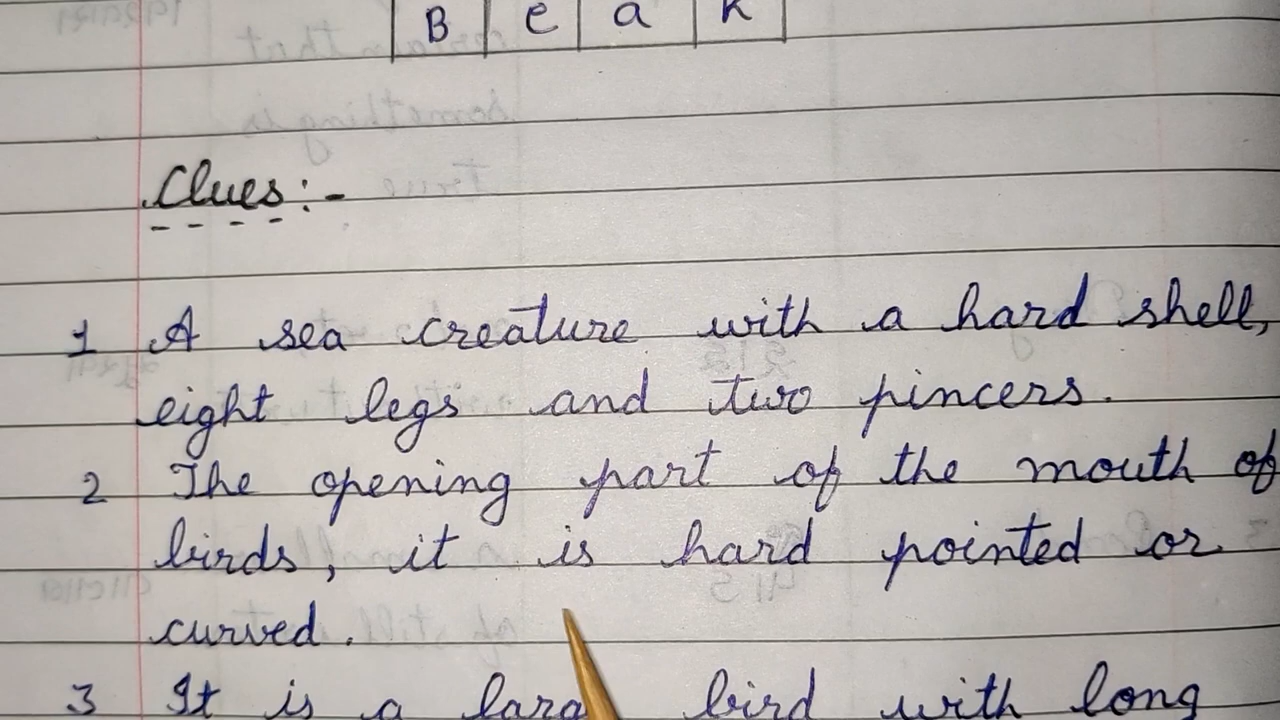 B e a k
Clues:-
1 A sea creature with a hard shell,
eight legs and two pincers.
2 The opening part of the mouth of
birds, it is hard pointed or
curved.
3 It is a bird with long